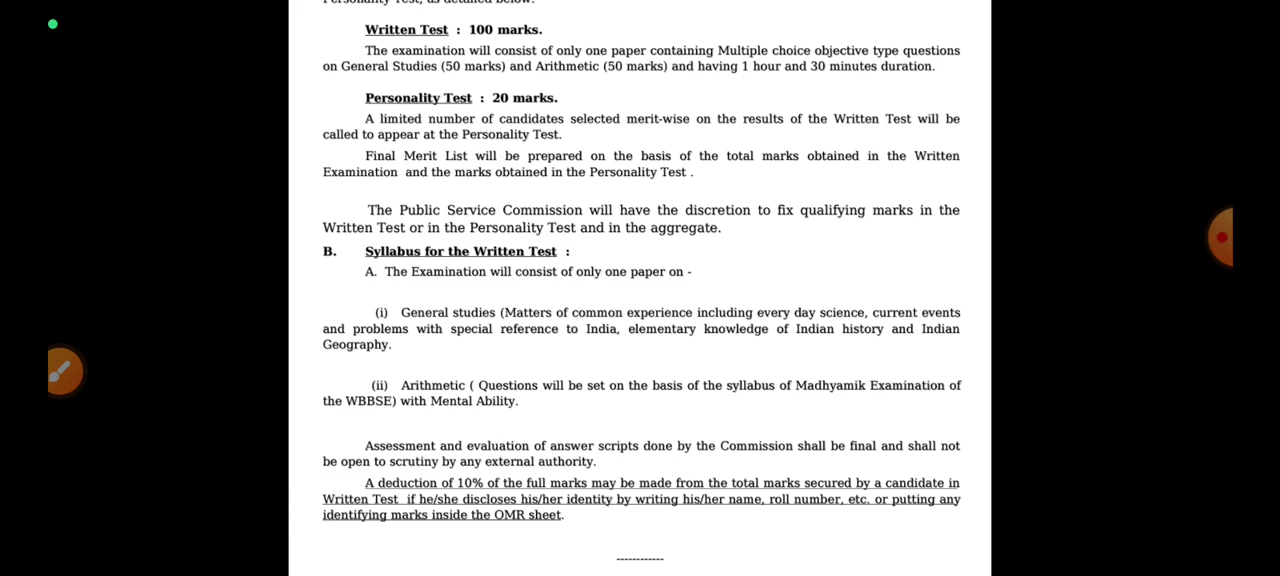 Personality Test, as detailed below:
Written Test : 100 marks.
The examination will consist of only one paper containing Multiple choice objective type questions
on General Studies (50 marks) and Arithmetic (50 marks) and having 1 hour and 30 minutes duration.
Personality Test : 20 marks.
A limited number of candidates selected merit-wise on the results of the Written Test will be
called to appear at the Personality Test.
Final Merit List will be prepared on the basis of the total marks obtained in the Written
Examination and the marks obtained in the Personality Test .
The Public Service Commission will have the discretion to fix qualifying marks in the
Written Test or in the Personality Test and in the aggregate.
B. Syllabus for the Written Test :
A. The Examination will consist of only one paper on -
(i) General studies (Matters of common experience including every day science, current events
and problems with special reference to India, elementary knowledge of Indian history and Indian
Geography.
(ii) Arithmetic ( Questions will be set on the basis of the syllabus of Madhyamik Examination of
the WBBSE) with Mental Ability.
Assessment and evaluation of answer scripts done by the Commission shall be final and shall not
be open to scrutiny by any external authority.
A deduction of 10% of the full marks may be made from the total marks secured by a candidate in
Written Test if he/she discloses his/her identity by writing his/her name, roll number, etc. or putting any
identifying marks inside the OMR sheet.
------------